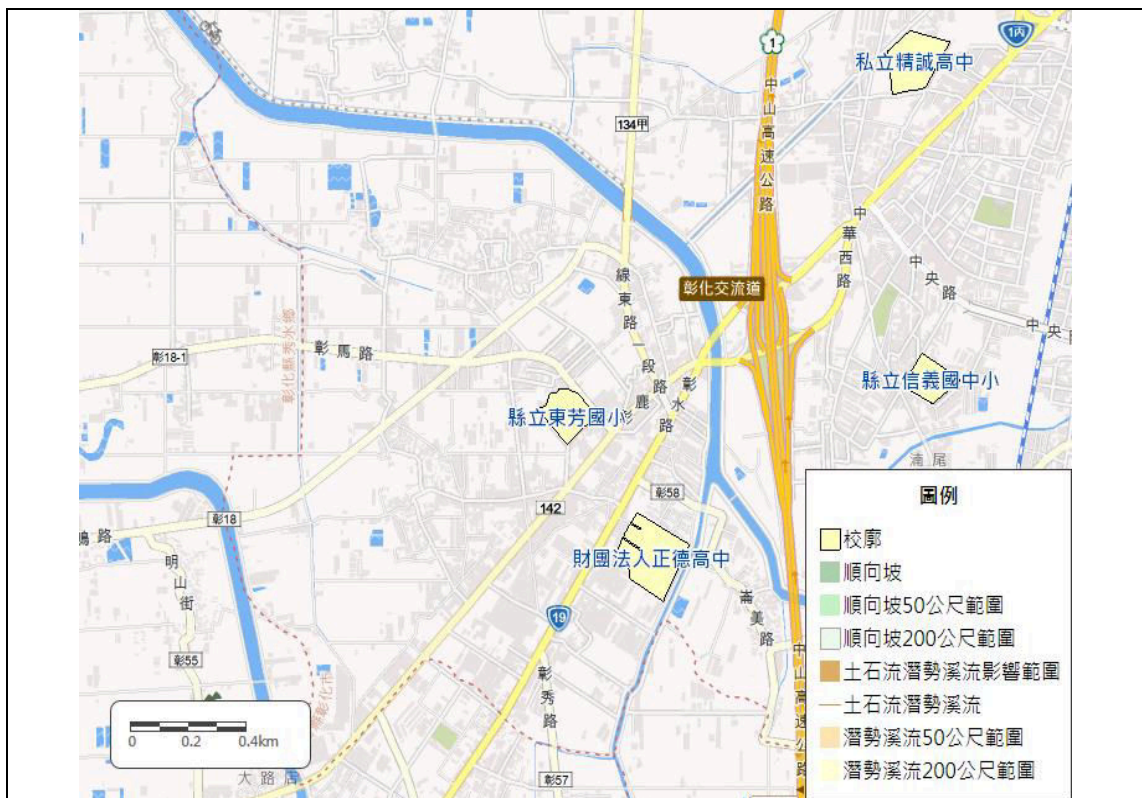 1丙
1
私立精誠高中
134甲
中山高速公路
中華西路
中央路
中央
線東路一段
彰化交流道
彰18-1
彰馬路
彰化縣秀水鄉
縣立東芳國小
彰鹿路
彰水路
縣立信義國中小
湳尾
彰58
142
彰18
鳴路
明山街
財團法人正德高中
崙美路
19
彰55
彰秀路
彰化市
中山高速公路
彰57
大路店
0 0.2 0.4km
圖例
校廓
順向坡
順向坡50公尺範圍
順向坡200公尺範圍
土石流潛勢溪流影響範圍
土石流潛勢溪流
潛勢溪流50公尺範圍
潛勢溪流200公尺範圍